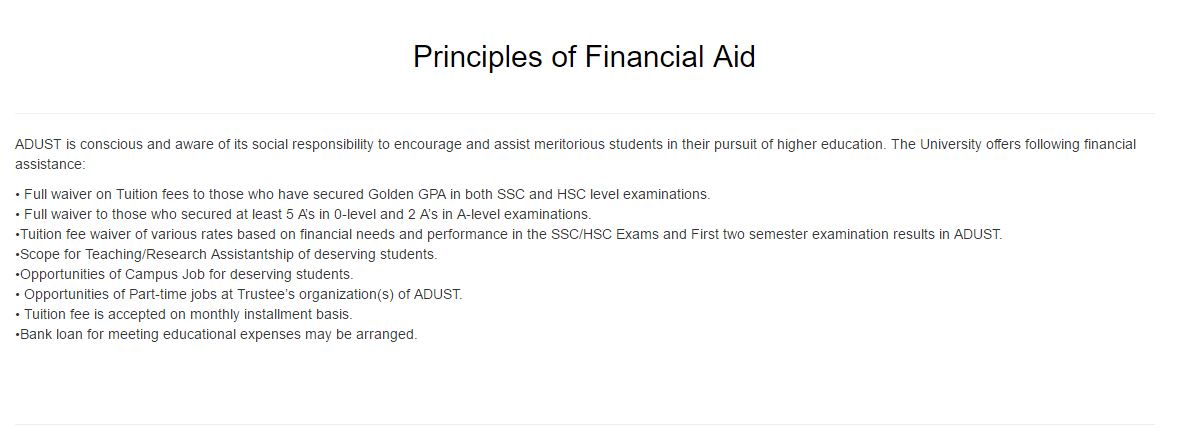 Principles of Financial Aid
ADUST is conscious and aware of its social responsibility to encourage and assist meritorious students in their pursuit of higher education. The University offers following financial
assistance:
• Full waiver on Tuition fees to those who have secured Golden GPA in both SSC and HSC level examinations.
• Full waiver to those who secured at least 5 A’s in 0-level and 2 A’s in A-level examinations.
•Tuition fee waiver of various rates based on financial needs and performance in the SSC/HSC Exams and First two semester examination results in ADUST.
•Scope for Teaching/Research Assistantship of deserving students.
•Opportunities of Campus Job for deserving students.
• Opportunities of Part-time jobs at Trustee’s organization(s) of ADUST.
• Tuition fee is accepted on monthly installment basis.
•Bank loan for meeting educational expenses may be arranged.